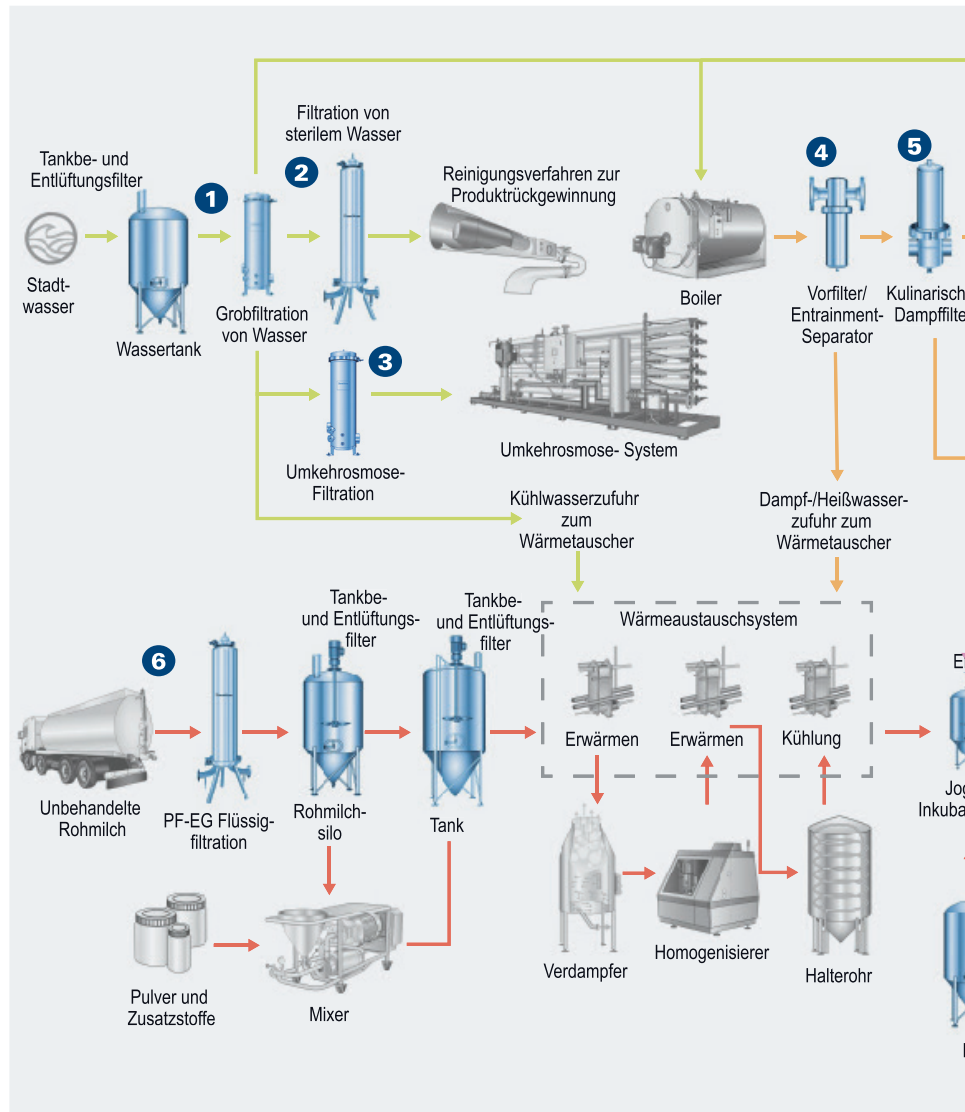 Filtration von
sterilem Wasser
Tankbe- und
Entlüftungsfilter
1
2
4
5
Reinigungsverfahren zur
Produktrückgewinnung
Stadt-
wasser
Wassertank
Grobfiltration
von Wasser
Boiler
Vorfilter/
Entrainment-
Separator
Kulinarisch
Dampffilte
3
Umkehrosmose-
Filtration
Umkehrosmose- System
Kühlwasserzufuhr
zum
Wärmetauscher
Dampf-/Heißwasser-
zufuhr zum
Wärmetauscher
6
Tankbe-
und Entlüftungs-
filter
Tankbe-
und Entlüftungs-
filter
Wärmeaustauschsystem
Erwärmen
Erwärmen
Kühlung
Unbehandelte
Rohmilch
PF-EG Flüssig-
filtration
Rohmilch-
silo
Tank
Jog
Inkuba
Verdampfer
Homogenisierer
Halterohr
Pulver und
Zusatzstoffe
Mixer